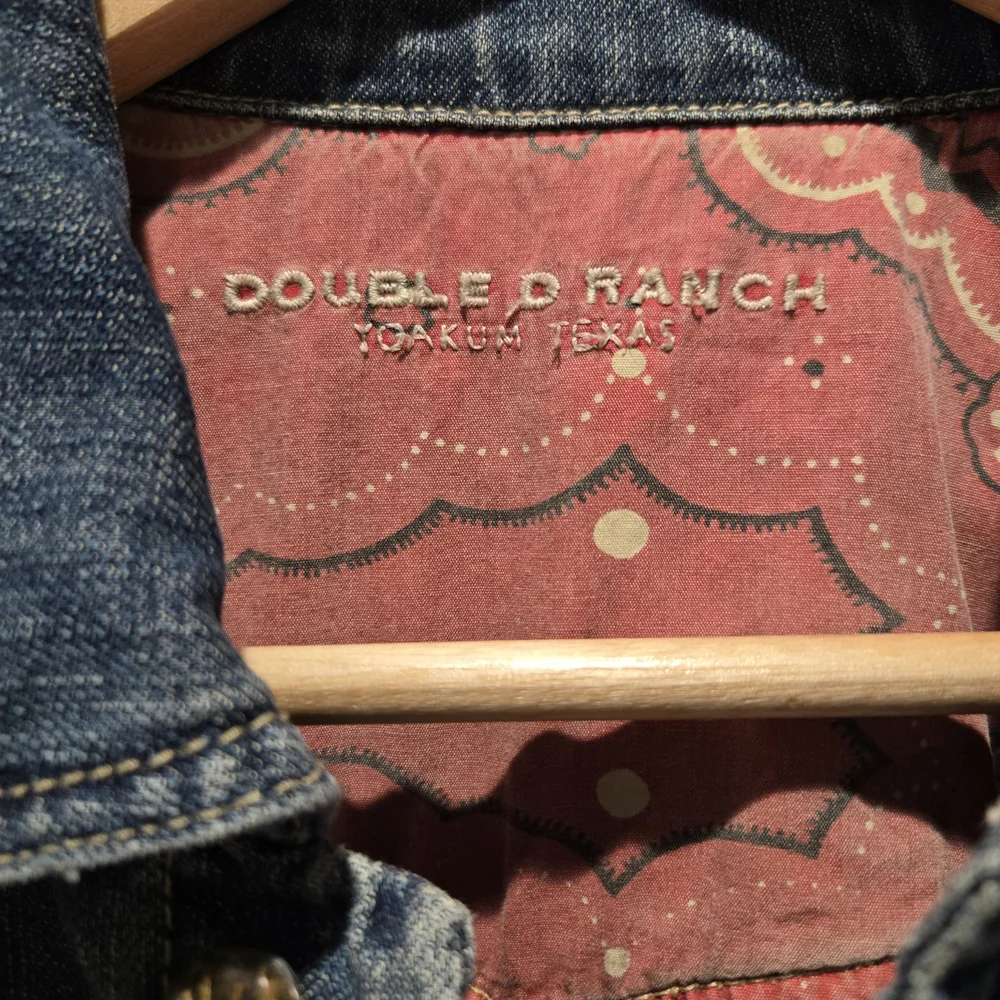 DOUBLE D RANCH
YOAKUM TEXAS